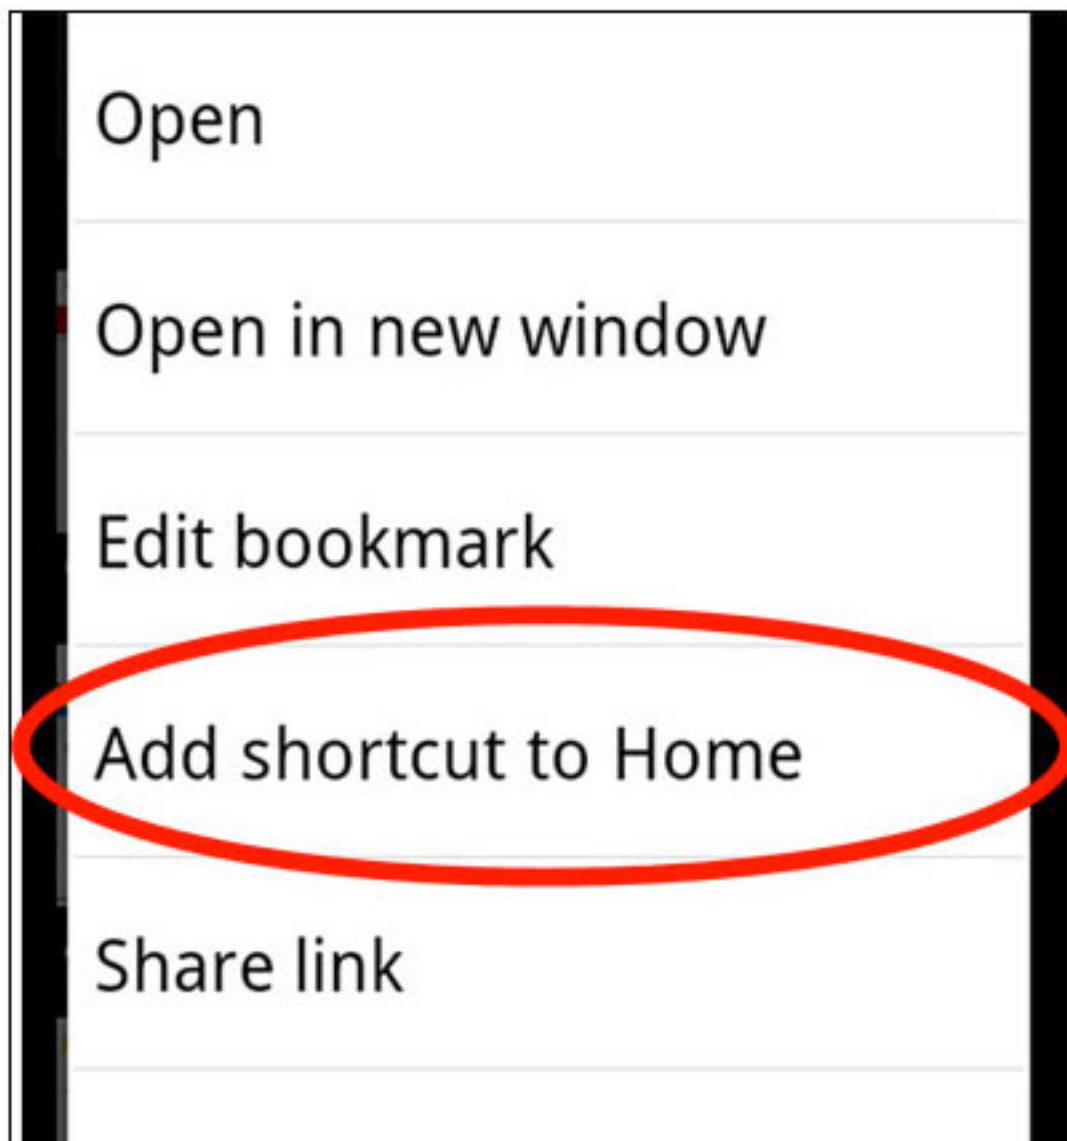 Open
Open in new window
Edit bookmark
Add shortcut to Home
Share link